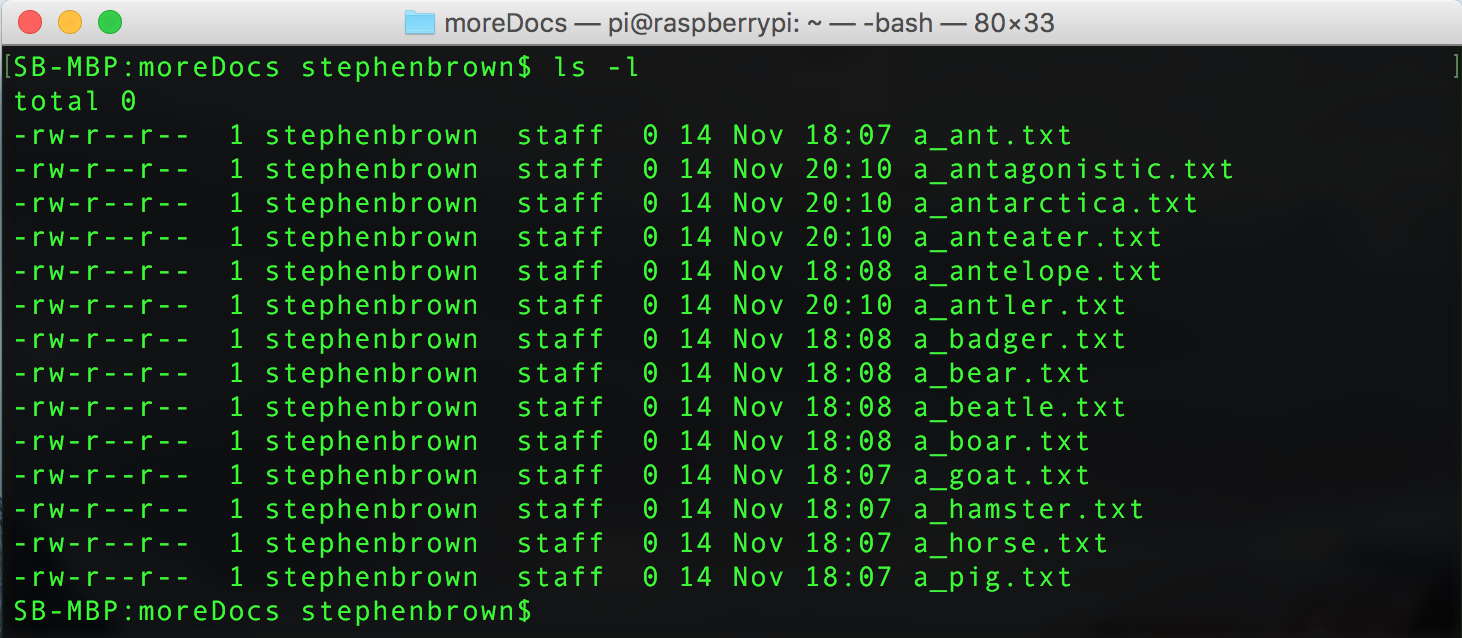 moreDocs — pi@raspberrypi: ~ — -bash — 80×33
[SB-MBP:moreDocs stephenbrown$ ls -l ]
total 0
-rw-r--r--  1 stephenbrown  staff  0 14 Nov 18:07 a_ant.txt
-rw-r--r--  1 stephenbrown  staff  0 14 Nov 20:10 a_antagonistic.txt
-rw-r--r--  1 stephenbrown  staff  0 14 Nov 20:10 a_antarctica.txt
-rw-r--r--  1 stephenbrown  staff  0 14 Nov 20:10 a_anteater.txt
-rw-r--r--  1 stephenbrown  staff  0 14 Nov 18:08 a_antelope.txt
-rw-r--r--  1 stephenbrown  staff  0 14 Nov 20:10 a_antler.txt
-rw-r--r--  1 stephenbrown  staff  0 14 Nov 18:08 a_badger.txt
-rw-r--r--  1 stephenbrown  staff  0 14 Nov 18:08 a_bear.txt
-rw-r--r--  1 stephenbrown  staff  0 14 Nov 18:08 a_beatle.txt
-rw-r--r--  1 stephenbrown  staff  0 14 Nov 18:08 a_boar.txt
-rw-r--r--  1 stephenbrown  staff  0 14 Nov 18:07 a_goat.txt
-rw-r--r--  1 stephenbrown  staff  0 14 Nov 18:07 a_hamster.txt
-rw-r--r--  1 stephenbrown  staff  0 14 Nov 18:07 a_horse.txt
-rw-r--r--  1 stephenbrown  staff  0 14 Nov 18:07 a_pig.txt
SB-MBP:moreDocs stephenbrown$